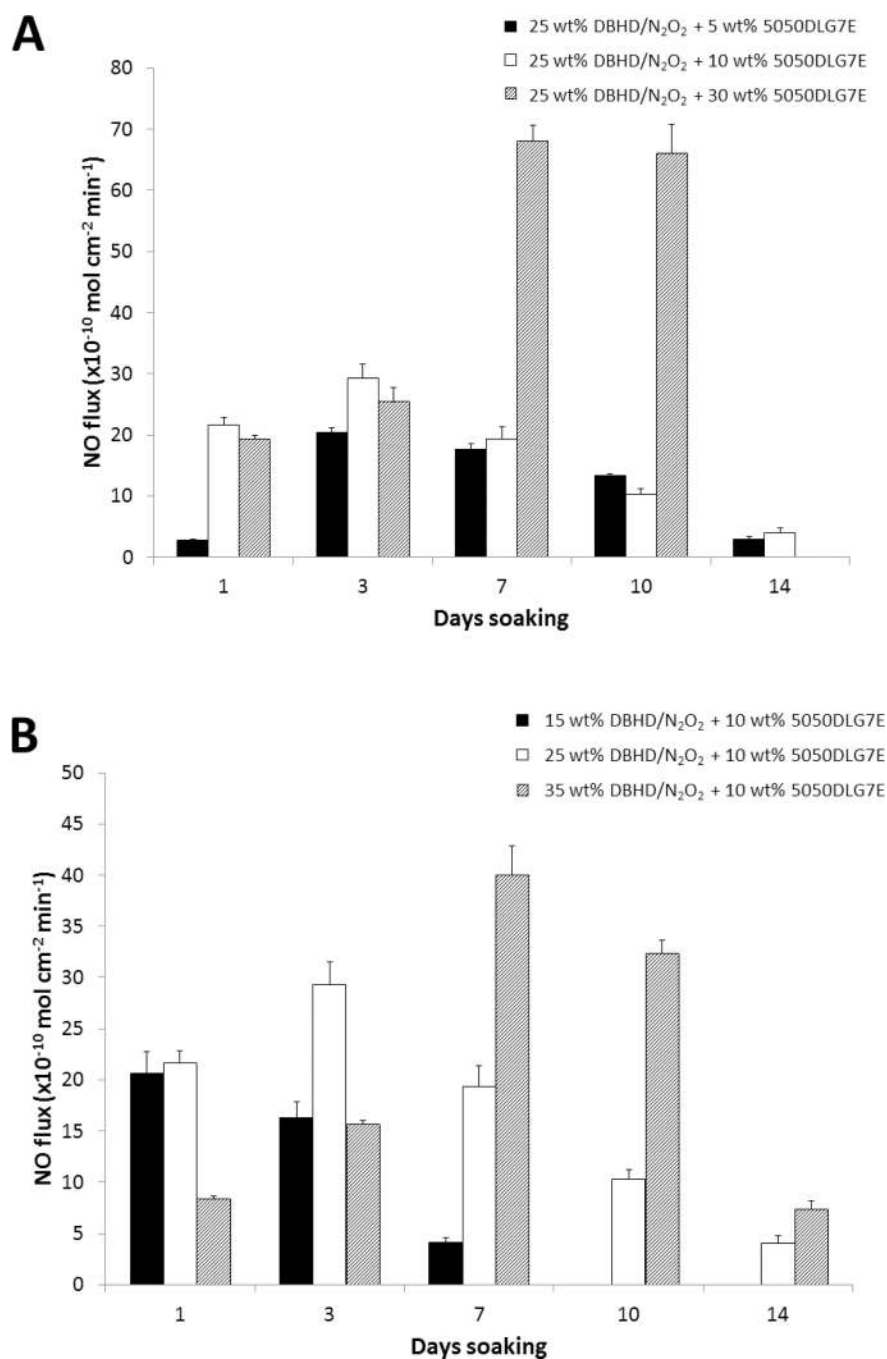 A
25 wt% DBHD/N₂O₂ + 5 wt% 5050DLG7E
25 wt% DBHD/N₂O₂ + 10 wt% 5050DLG7E
25 wt% DBHD/N₂O₂ + 30 wt% 5050DLG7E
NO flux (x10⁻¹⁰ mol cm⁻² min⁻¹)
80
70
60
50
40
30
20
10
0
1 3 7 10 14
Days soaking
B
15 wt% DBHD/N₂O₂ + 10 wt% 5050DLG7E
25 wt% DBHD/N₂O₂ + 10 wt% 5050DLG7E
35 wt% DBHD/N₂O₂ + 10 wt% 5050DLG7E
NO flux (x10⁻¹⁰ mol cm⁻² min⁻¹)
50
45
40
35
30
25
20
15
10
5
0
1 3 7 10 14
Days soaking